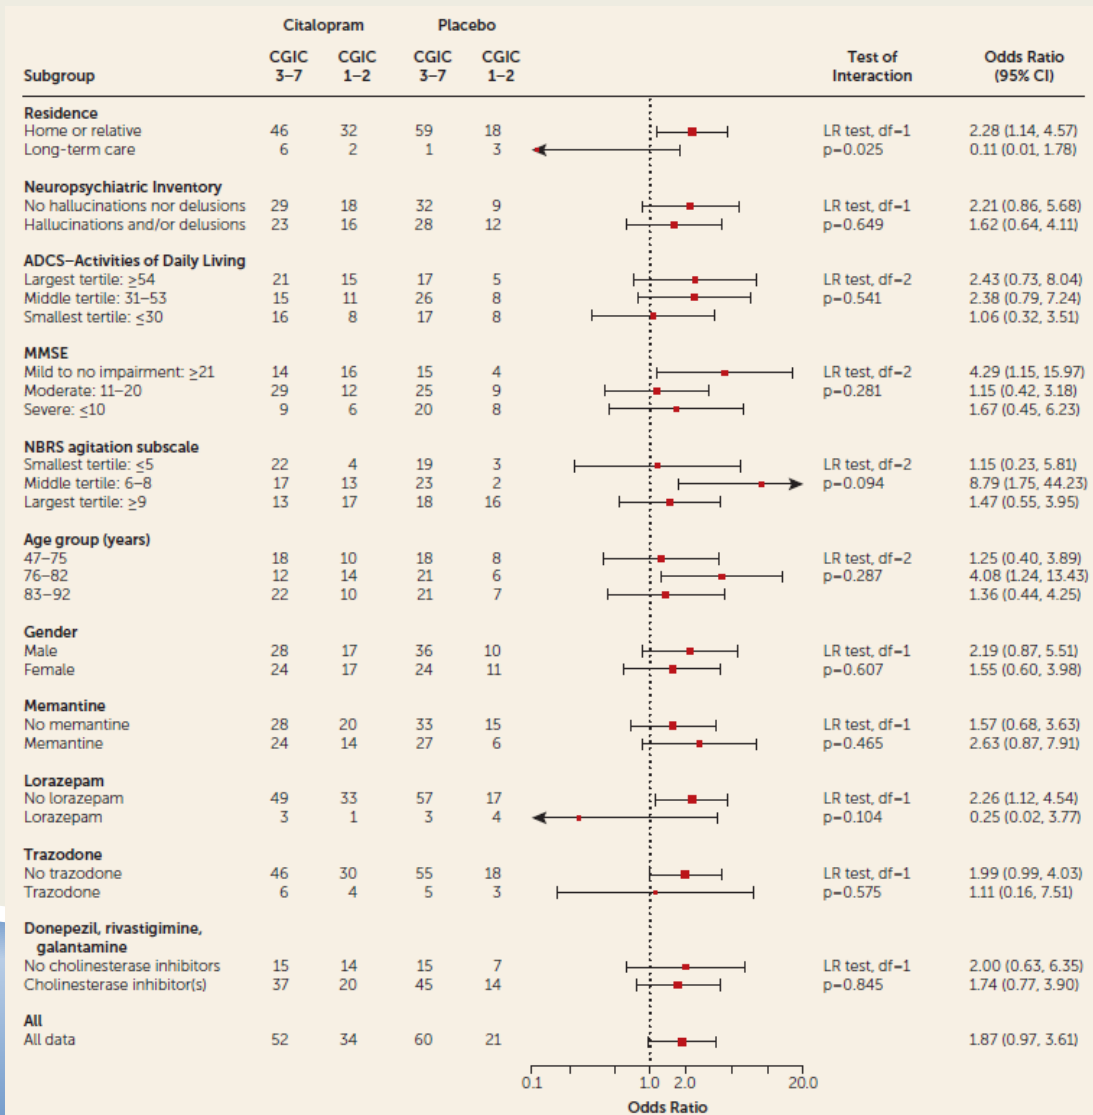 Citalopram Placebo
CGIC CGIC CGIC CGIC Test of Odds Ratio
Subgroup 3–7 1–2 3–7 1–2 Interaction (95% CI)
Residence
Home or relative 46 32 59 18 LR test, df=1 2.28 (1.14, 4.57)
Long-term care 6 2 1 3 p=0.025 0.11 (0.01, 1.78)
Neuropsychiatric Inventory
No hallucinations nor delusions 29 18 32 9 LR test, df=1 2.21 (0.86, 5.68)
Hallucinations and/or delusions 23 16 28 12 p=0.649 1.62 (0.64, 4.11)
ADCS–Activities of Daily Living
Largest tertile: ≥54 21 15 17 5 LR test, df=2 2.43 (0.73, 8.04)
Middle tertile: 31–53 15 11 26 8 p=0.541 2.38 (0.79, 7.24)
Smallest tertile: ≤30 16 8 17 8 1.06 (0.32, 3.51)
MMSE
Mild to no impairment: ≥21 14 16 15 4 LR test, df=2 4.29 (1.15, 15.97)
Moderate: 11–20 29 12 25 9 p=0.281 1.15 (0.42, 3.18)
Severe: ≤10 9 6 20 8 1.67 (0.45, 6.23)
NBRS agitation subscale
Smallest tertile: ≤5 22 4 19 3 LR test, df=2 1.15 (0.23, 5.81)
Middle tertile: 6–8 17 13 23 2 p=0.094 8.79 (1.75, 44.23)
Largest tertile: ≥9 13 17 18 16 1.47 (0.55, 3.95)
Age group (years)
47–75 18 10 18 8 LR test, df=2 1.25 (0.40, 3.89)
76–82 12 14 21 6 p=0.287 4.08 (1.24, 13.43)
83–92 22 10 21 7 1.36 (0.44, 4.25)
Gender
Male 28 17 36 10 LR test, df=1 2.19 (0.87, 5.51)
Female 24 17 24 11 p=0.607 1.55 (0.60, 3.98)
Memantine
No memantine 28 20 33 15 LR test, df=1 1.57 (0.68, 3.63)
Memantine 24 14 27 6 p=0.465 2.63 (0.87, 7.91)
Lorazepam
No lorazepam 49 33 57 17 LR test, df=1 2.26 (1.12, 4.54)
Lorazepam 3 1 3 4 p=0.104 0.25 (0.02, 3.77)
Trazodone
No trazodone 46 30 55 18 LR test, df=1 1.99 (0.99, 4.03)
Trazodone 6 4 5 3 p=0.575 1.11 (0.16, 7.51)
Donepezil, rivastigimine,
galantamine
No cholinesterase inhibitors 15 14 15 7 LR test, df=1 2.00 (0.63, 6.35)
Cholinesterase inhibitor(s) 37 20 45 14 p=0.845 1.74 (0.77, 3.90)
All
All data 52 34 60 21 1.87 (0.97, 3.61)
0.1 1.0 2.0 20.0
Odds Ratio